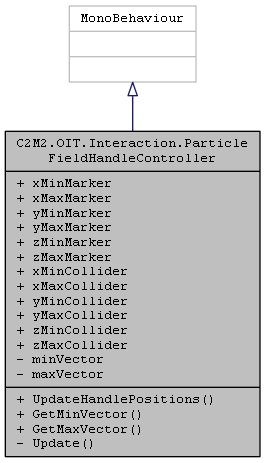 MonoBehaviour
C2M2.OIT.Interaction.Particle
FieldHandleController
+ xMinMarker
+ xMaxMarker
+ yMinMarker
+ yMaxMarker
+ zMinMarker
+ zMaxMarker
+ xMinCollider
+ xMaxCollider
+ yMinCollider
+ yMaxCollider
+ zMinCollider
+ zMaxCollider
- minVector
- maxVector
+ UpdateHandlePositions()
+ GetMinVector()
+ GetMaxVector()
- Update()